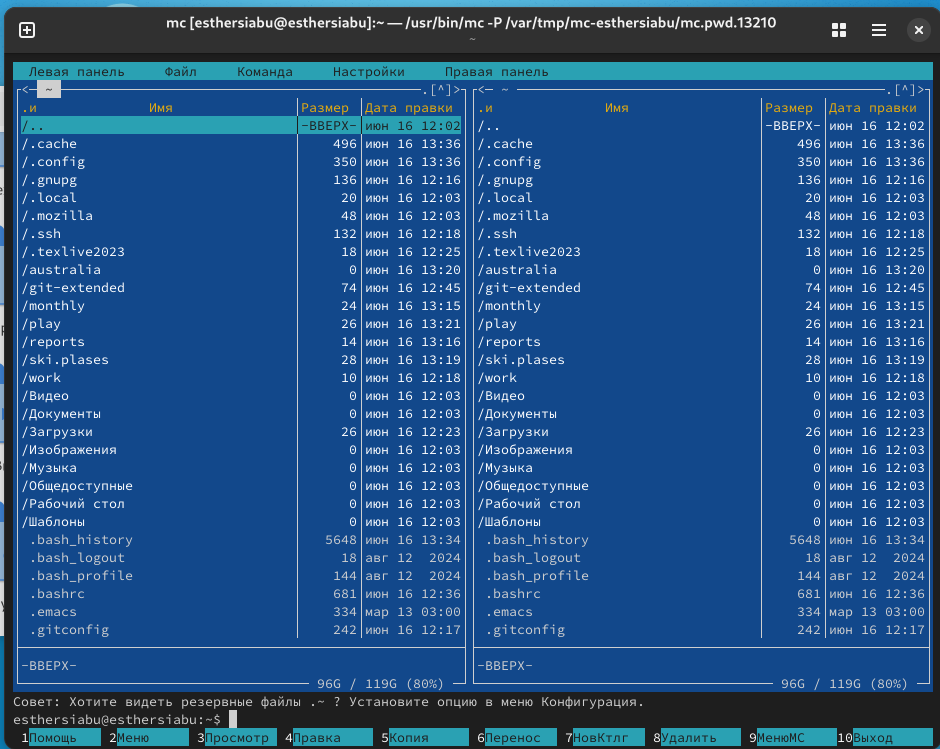 mc [esthersiabu@esthersiabu]:~ — /usr/bin/mc -P /var/tmp/mc-esthersiabu/mc.pwd.13210
~
Левая панель Файл Команда Настройки Правая панель
<─ ~ .[^]> <─ ~ .[^]>
.и Имя Размер Дата правки .и Имя Размер Дата правки
/.. -ВВЕРХ- июн 16 12:02 /.. -ВВЕРХ- июн 16 12:02
/.cache 496 июн 16 13:36 /.cache 496 июн 16 13:36
/.config 350 июн 16 13:36 /.config 350 июн 16 13:36
/.gnupg 136 июн 16 12:16 /.gnupg 136 июн 16 12:16
/.local 20 июн 16 12:03 /.local 20 июн 16 12:03
/.mozilla 48 июн 16 12:03 /.mozilla 48 июн 16 12:03
/.ssh 132 июн 16 12:18 /.ssh 132 июн 16 12:18
/.texlive2023 18 июн 16 12:25 /.texlive2023 18 июн 16 12:25
/australia 0 июн 16 13:20 /australia 0 июн 16 13:20
/git-extended 74 июн 16 12:45 /git-extended 74 июн 16 12:45
/monthly 24 июн 16 13:15 /monthly 24 июн 16 13:15
/play 26 июн 16 13:21 /play 26 июн 16 13:21
/reports 14 июн 16 13:16 /reports 14 июн 16 13:16
/ski.plases 28 июн 16 13:19 /ski.plases 28 июн 16 13:19
/work 10 июн 16 12:18 /work 10 июн 16 12:18
/Видео 0 июн 16 12:03 /Видео 0 июн 16 12:03
/Документы 0 июн 16 12:03 /Документы 0 июн 16 12:03
/Загрузки 26 июн 16 12:23 /Загрузки 26 июн 16 12:23
/Изображения 0 июн 16 12:03 /Изображения 0 июн 16 12:03
/Музыка 0 июн 16 12:03 /Музыка 0 июн 16 12:03
/Общедоступные 0 июн 16 12:03 /Общедоступные 0 июн 16 12:03
/Рабочий стол 0 июн 16 12:03 /Рабочий стол 0 июн 16 12:03
/Шаблоны 0 июн 16 12:03 /Шаблоны 0 июн 16 12:03
.bash_history 5648 июн 16 13:34 .bash_history 5648 июн 16 13:34
.bash_logout 18 авг 12 2024 .bash_logout 18 авг 12 2024
.bash_profile 144 авг 12 2024 .bash_profile 144 авг 12 2024
.bashrc 681 июн 16 12:36 .bashrc 681 июн 16 12:36
.emacs 334 мар 13 03:00 .emacs 334 мар 13 03:00
.gitconfig 242 июн 16 12:17 .gitconfig 242 июн 16 12:17
-ВВЕРХ- -ВВЕРХ-
96G / 119G (80%) 96G / 119G (80%)
Совет: Хотите видеть резервные файлы .~ ? Установите опцию в меню Конфигурация.
esthersiabu@esthersiabu:~$
1Помощь 2Меню 3Просмотр 4Правка 5Копия 6Перенос 7НовКтлг 8Удалить 9МенюMC 10Выход